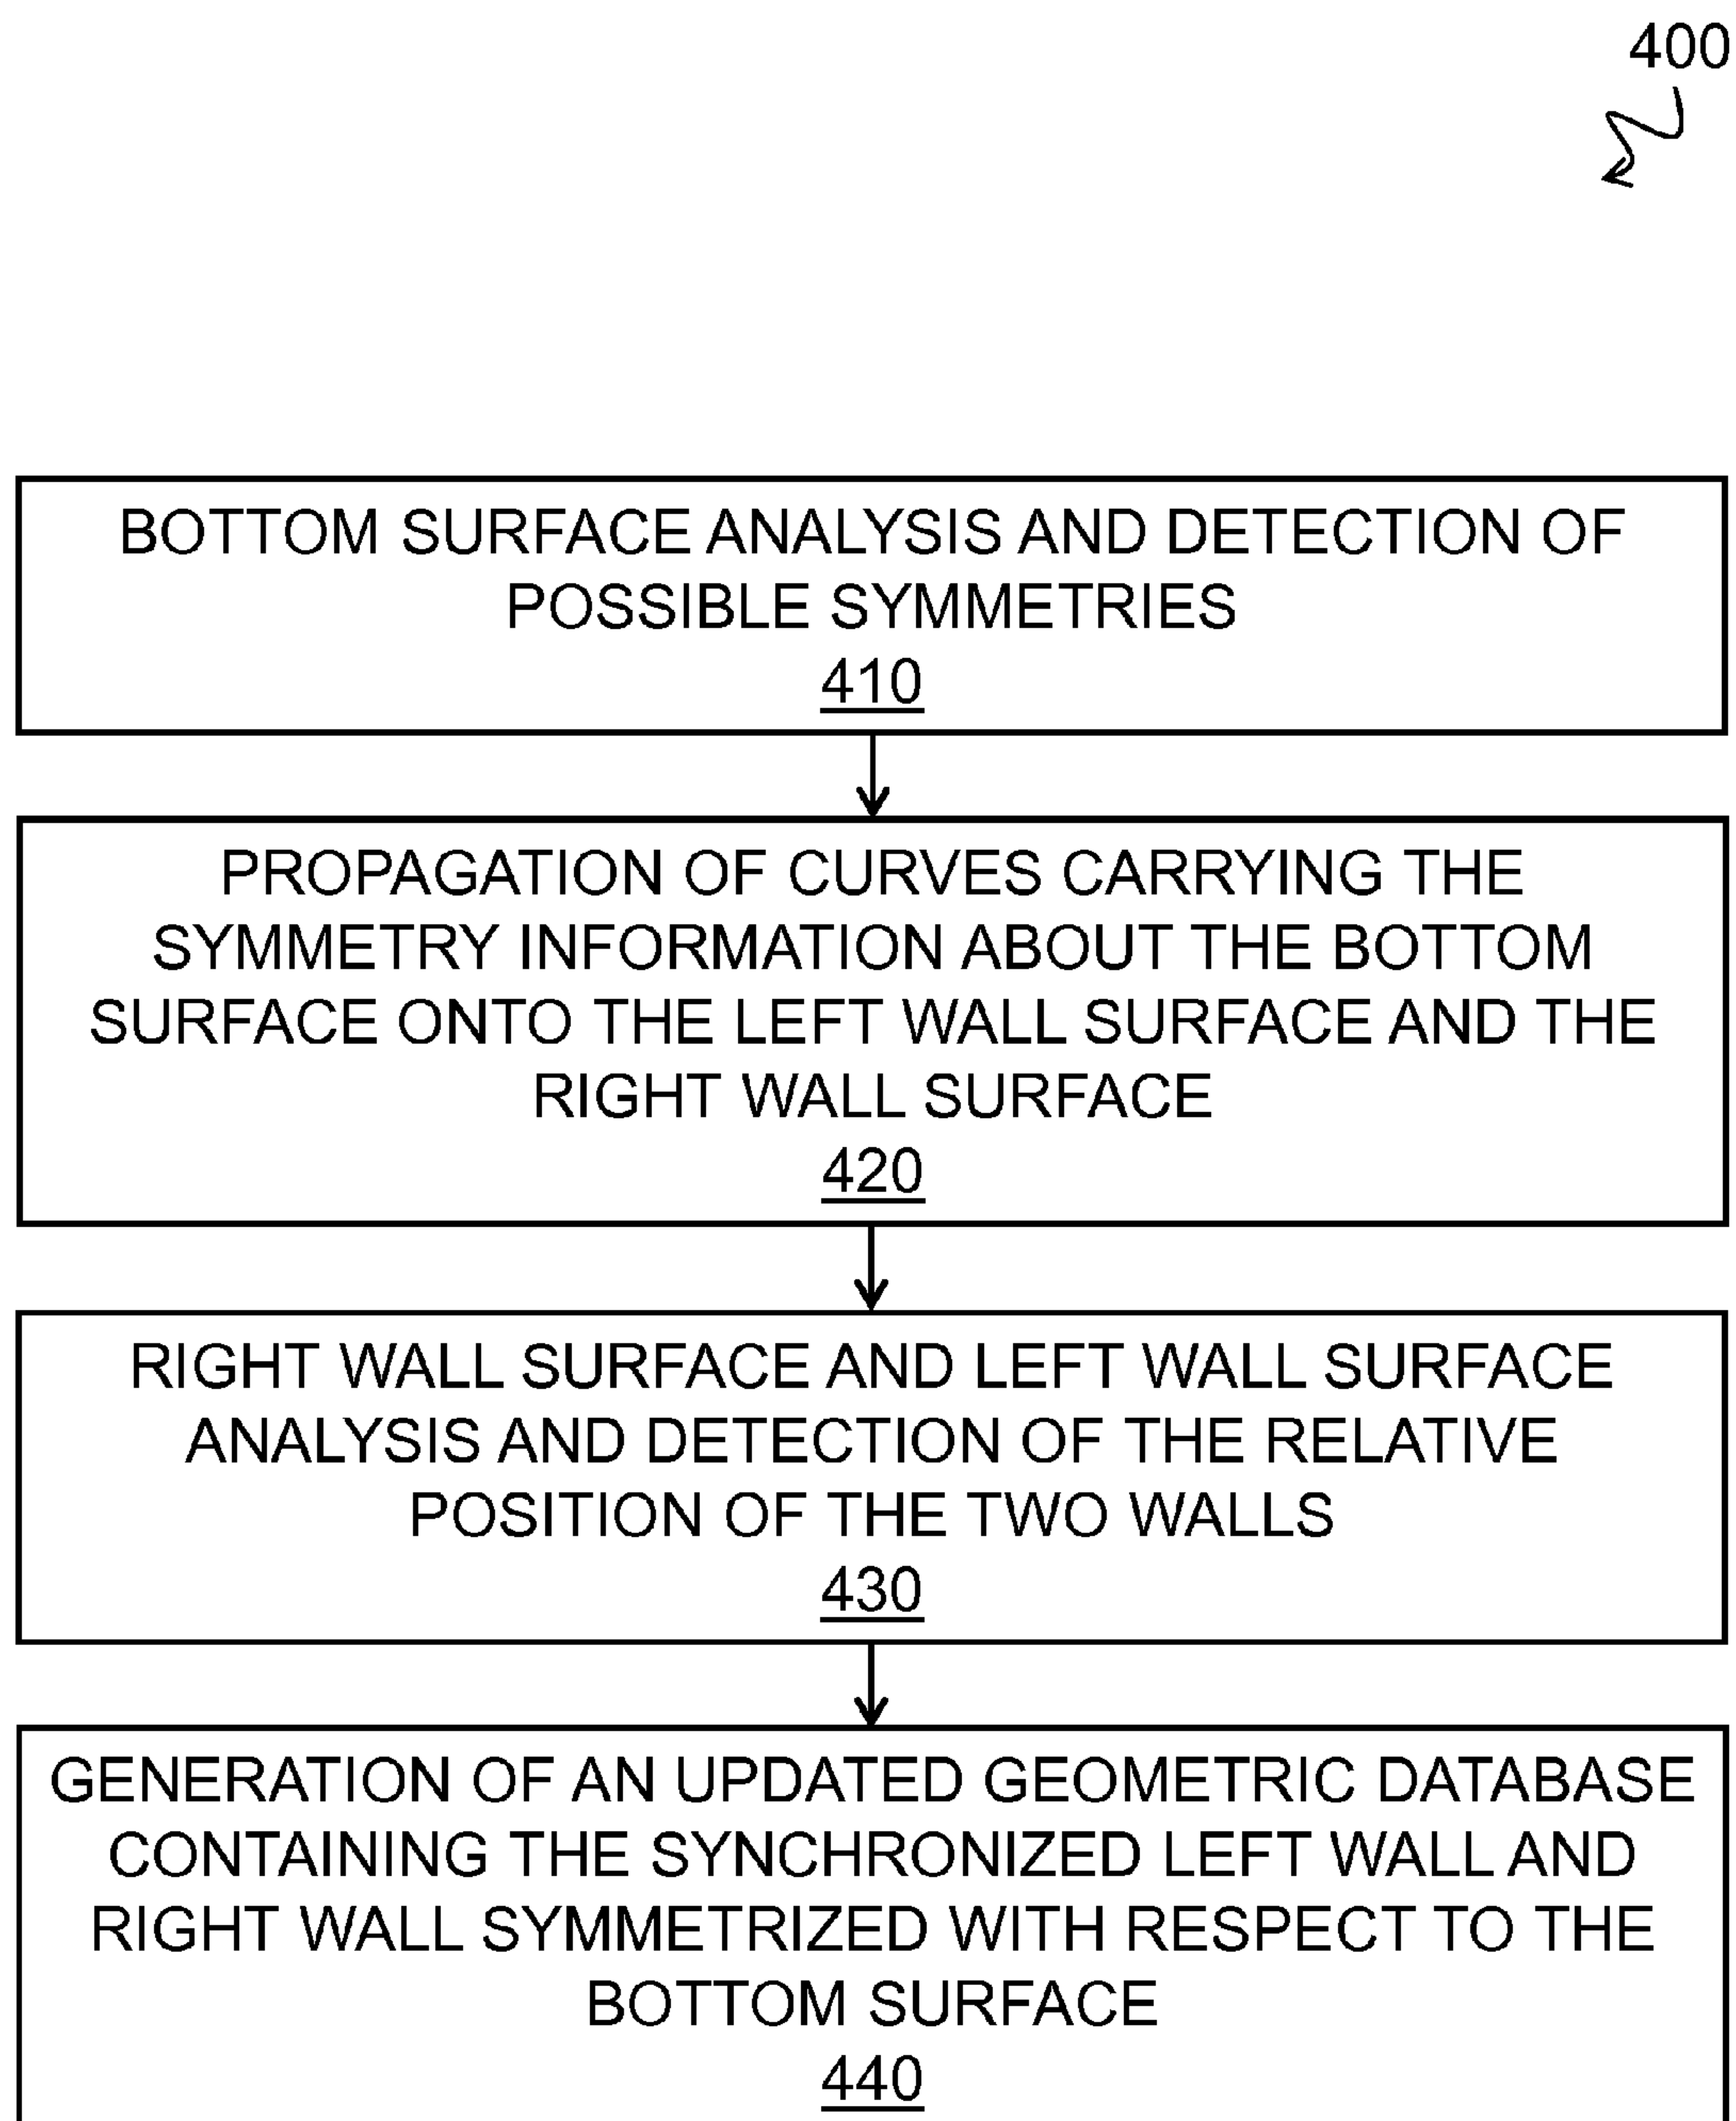 400
BOTTOM SURFACE ANALYSIS AND DETECTION OF
POSSIBLE SYMMETRIES
410
PROPAGATION OF CURVES CARRYING THE
SYMMETRY INFORMATION ABOUT THE BOTTOM
SURFACE ONTO THE LEFT WALL SURFACE AND THE
RIGHT WALL SURFACE
420
RIGHT WALL SURFACE AND LEFT WALL SURFACE
ANALYSIS AND DETECTION OF THE RELATIVE
POSITION OF THE TWO WALLS
430
GENERATION OF AN UPDATED GEOMETRIC DATABASE
CONTAINING THE SYNCHRONIZED LEFT WALL AND
RIGHT WALL SYMMETRIZED WITH RESPECT TO THE
BOTTOM SURFACE
440